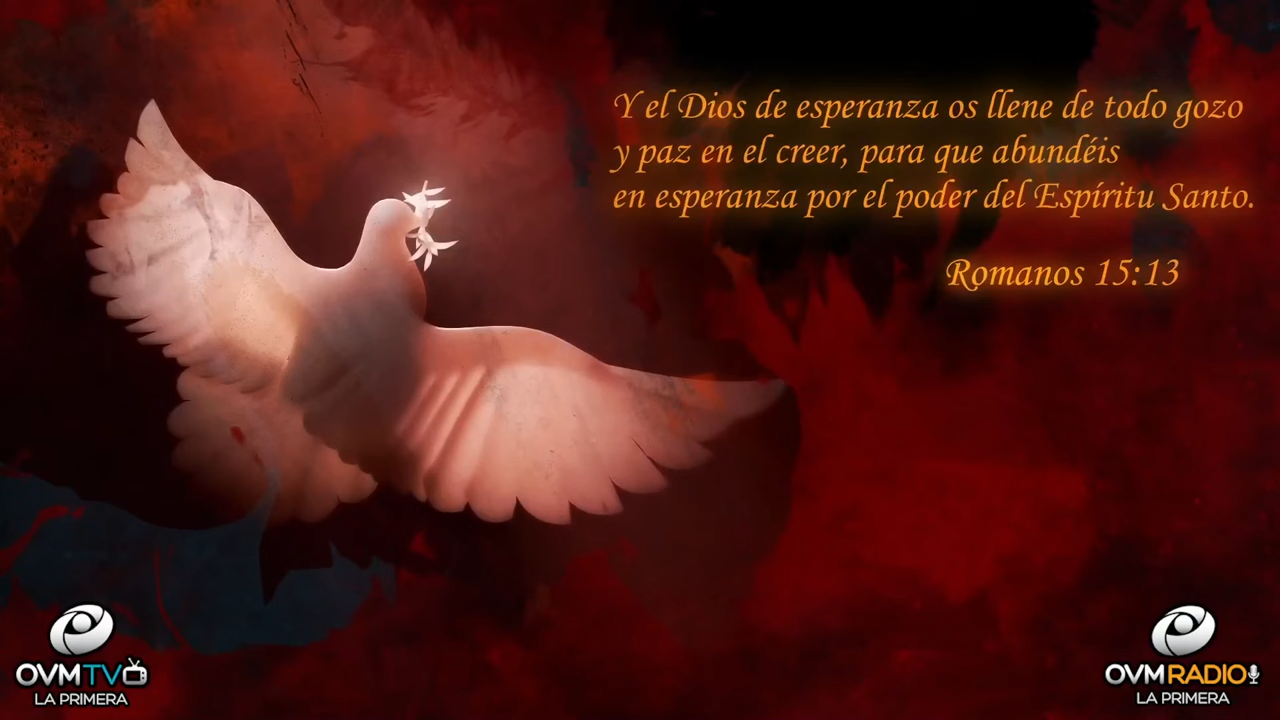 Y el Dios de esperanza os llene de todo gozo
y paz en el creer, para que abundéis
en esperanza por el poder del Espíritu Santo.
Romanos 15:13
OVMTV
LA PRIMERA
OVMRADIO
LA PRIMERA